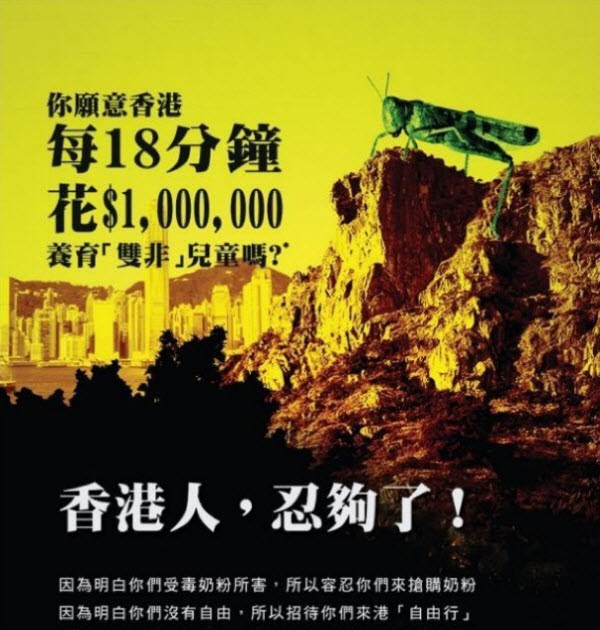 你願意香港
每18分鐘
花$1,000,000
養育「雙非」兒童嗎?*
香港人，忍夠了！
因為明白你們受毒奶粉所害，所以容忍你們來搶購奶粉
因為明白你們沒有自由，所以招待你們來港「自由行」